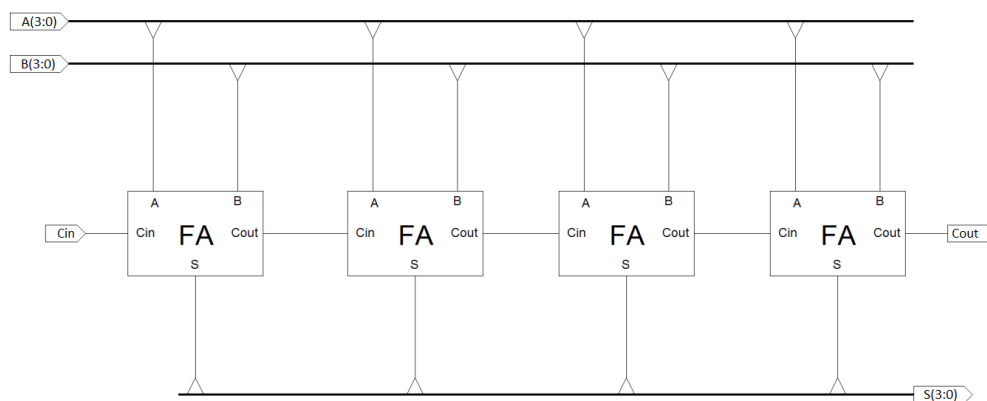 A(3:0)
B(3:0)
A B A B A B A B
Cin Cin FA Cout Cin FA Cout Cin FA Cout Cin FA Cout Cout
S S S S
S(3:0)